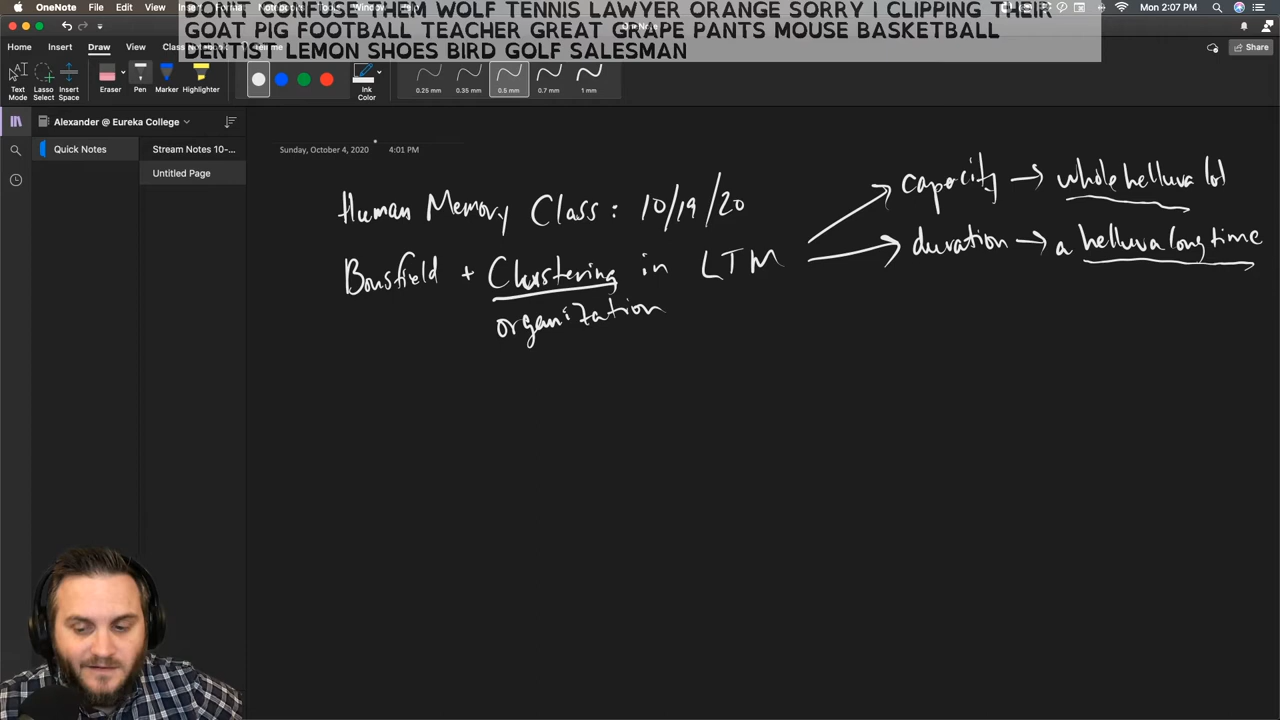 OneNote File Edit View Insert Notebooks Window Mon 2:07 PM
DON'T CONFOSE THEM WOLF TENNIS LAWYER ORANGE SORRY I CLIPPING THEIR
GOAT PIG FOOTBALL TEACHER GREAT GRAPE PANTS MOUSE BASKETBALL
DENTIST LEMON SHOES BIRD GOLF SALESMAN
Home Insert Draw View Share
Text Mode Lasso Select Insert Space Eraser Pen Marker Highlighter Ink Color 0.25 mm 0.35 mm 0.5 mm 0.7 mm 1 mm
Alexander @ Eureka College
Quick Notes Stream Notes 10-...
Untitled Page
Sunday, October 4, 2020 4:01 PM
Human Memory Class: 10/19/20
capacity → whole helluva lot
duration → a helluva long time
Bousfield + Clustering in LTM
organization